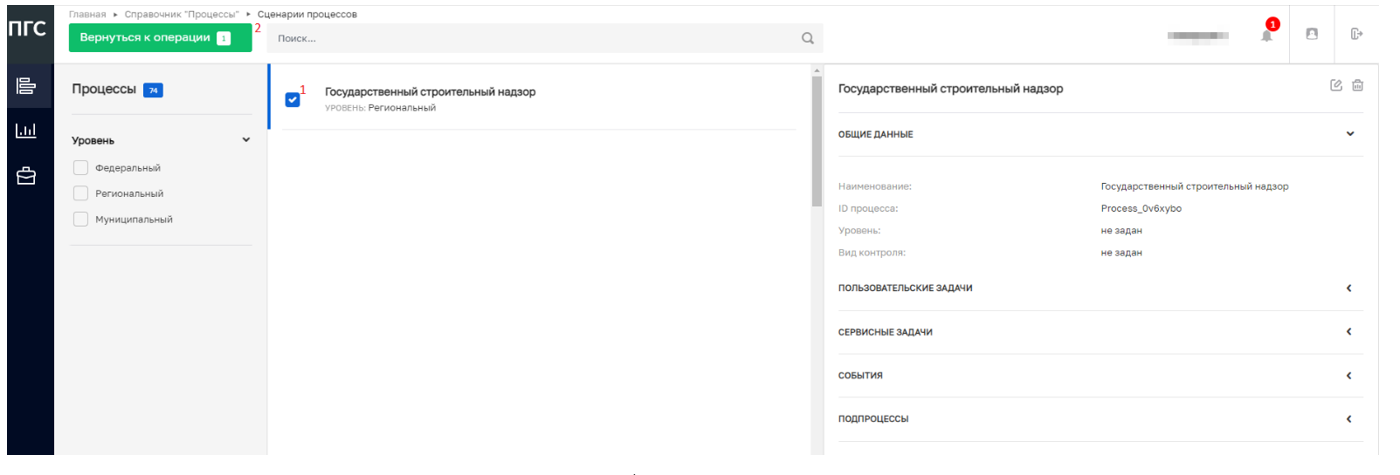 ПГС
Главная ▸ Справочник "Процессы" ▸ Сценарии процессов
Вернуться к операции 1
2
Поиск...
1
Процессы 74
Уровень
Федеральный
Региональный
Муниципальный
1
Государственный строительный надзор
УРОВЕНЬ: Региональный
Государственный строительный надзор
ОБЩИЕ ДАННЫЕ
Наименование: Государственный строительный надзор
ID процесса: Process_0v6xybo
Уровень: не задан
Вид контроля: не задан
ПОЛЬЗОВАТЕЛЬСКИЕ ЗАДАЧИ
СЕРВИСНЫЕ ЗАДАЧИ
СОБЫТИЯ
ПОДПРОЦЕССЫ